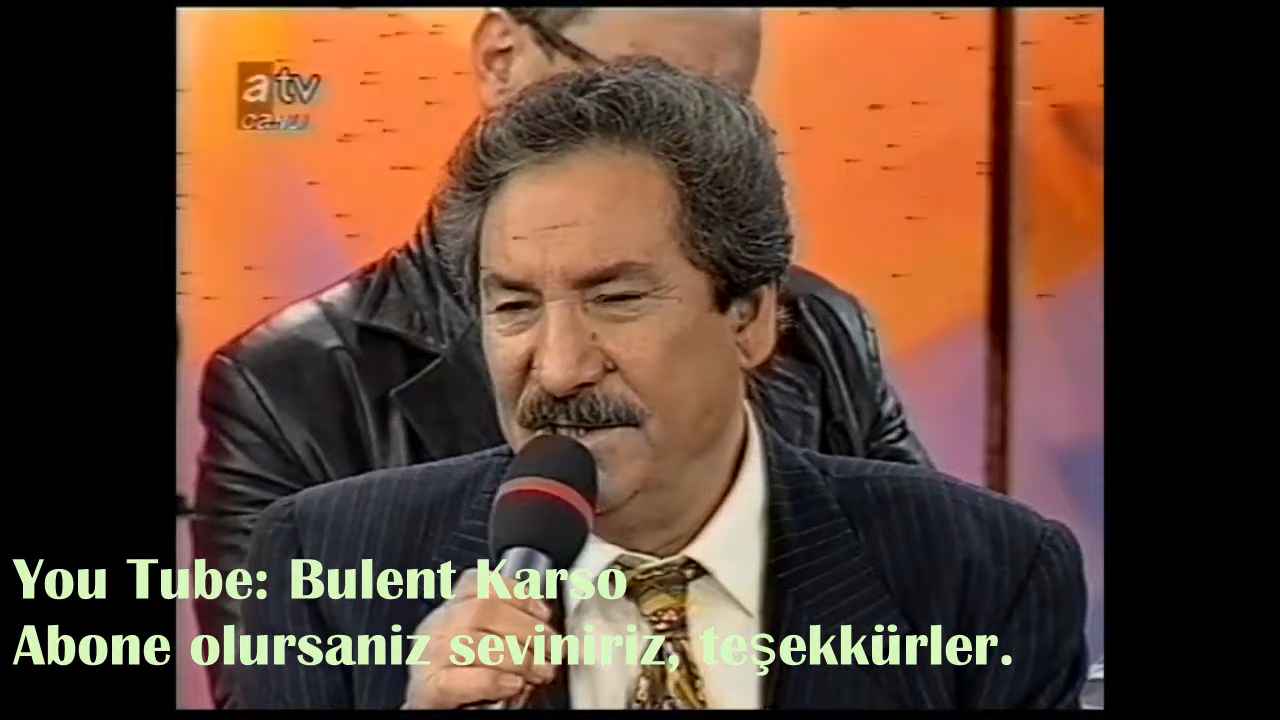 atv
canlı
You Tube: Bulent Karso
Abone olursaniz seviniriz, teşekkürler.